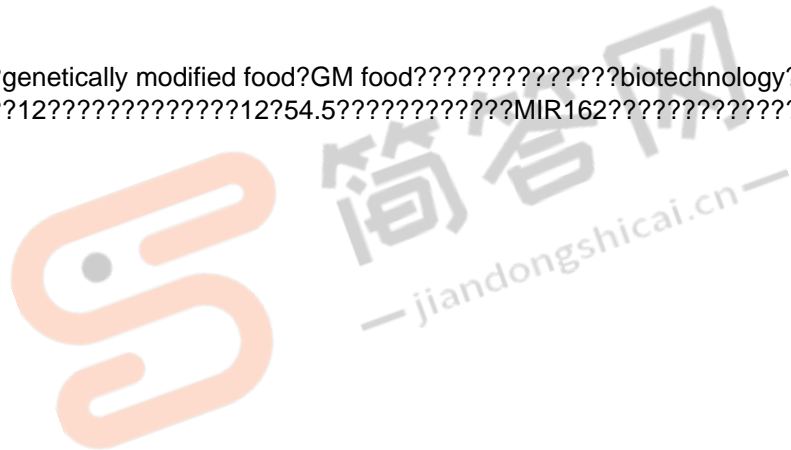 ?genetically modified food?GM food??????????????biotechnology?
??12?????????????12?54.5????????????MIR162?????????????
简答网
jiandongshicai.cn